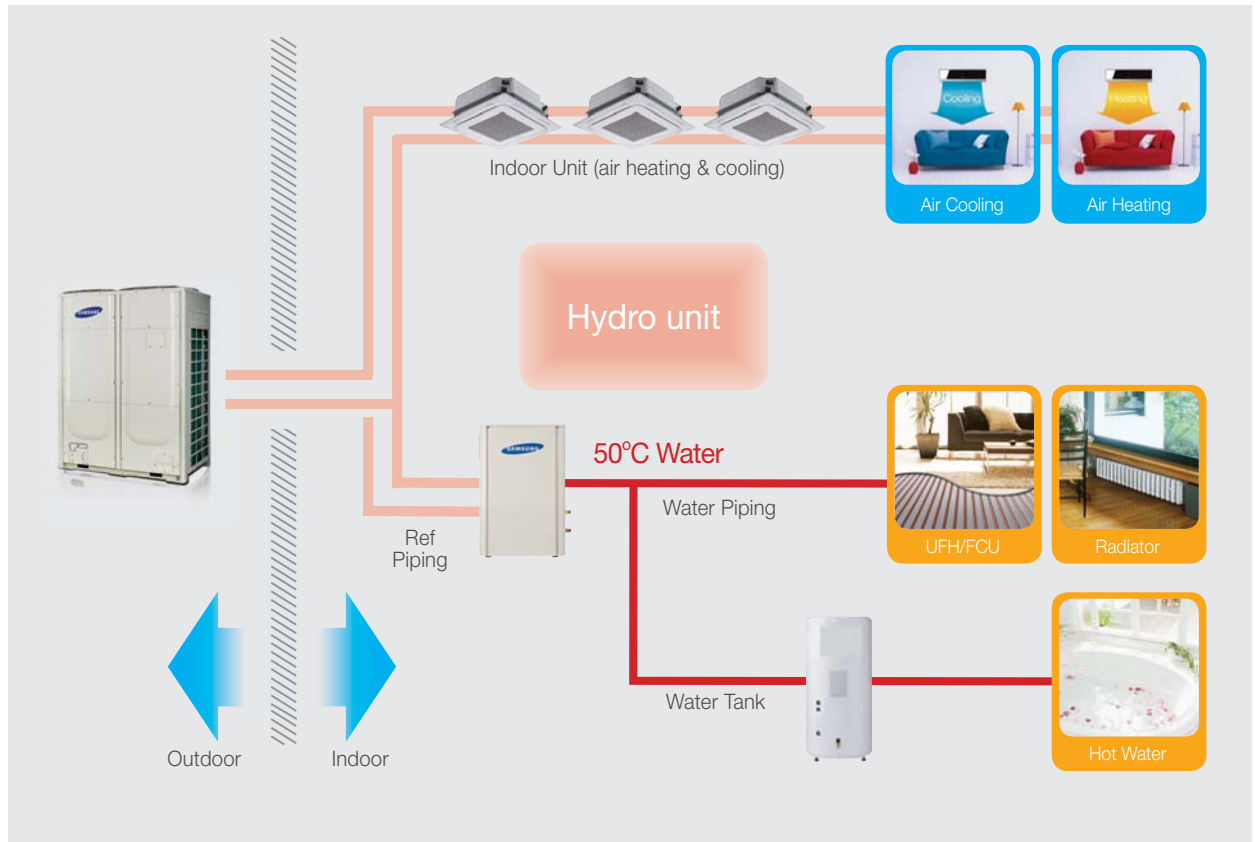 Cooling
Heating
Indoor Unit (air heating & cooling)
Air Cooling
Air Heating
SAMSUNG
Hydro unit
SAMSUNG
50°C Water
Water Piping
UFH/FCU
Radiator
Ref
Piping
Water Tank
Outdoor
Indoor
Hot Water